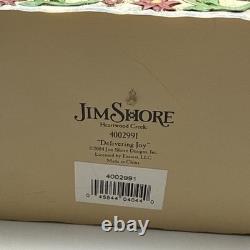 JIM SHORE
Heartwood Creek
4002991
"Delivering Joy"
©2004 Jim Shore Designs, Inc.
Licensed by Enesco, LLC
Made in China
4002991
0 45544 04044 0